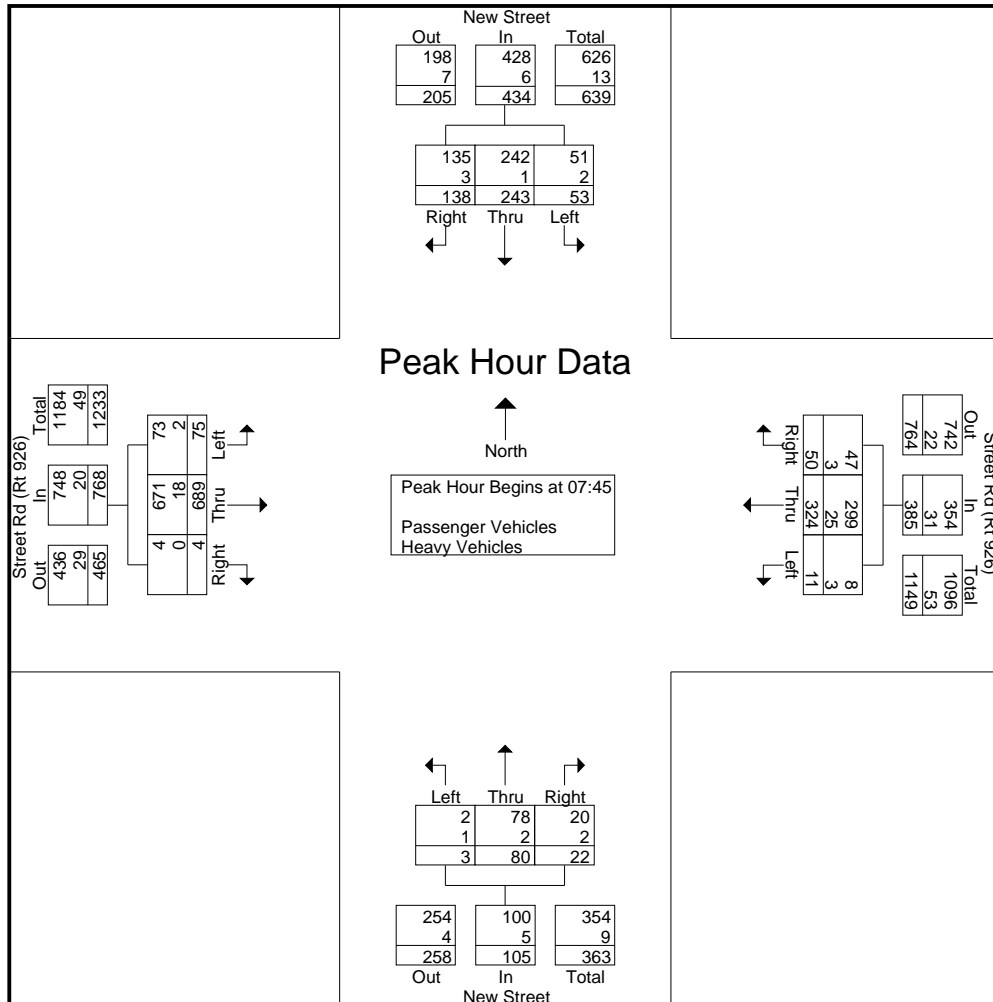 New Street
Out In Total
198 428 626
7 6 13
205 434 639
135 242 51
3 1 2
138 243 53
Right Thru Left
Peak Hour Data
North
Peak Hour Begins at 07:45
Passenger Vehicles
Heavy Vehicles
Street Rd (Rt 926)
Out In Total
436 748 1184
29 20 49
465 768 1233
4 671 73
0 18 2
4 689 75
Right Thru Left
Street Rd (Rt 926)
Out In Total
742 354 1096
22 31 53
764 385 1149
47 299 8
3 25 3
50 324 11
Right Thru Left
Left Thru Right
2 78 20
1 2 2
3 80 22
254 100 354
4 5 9
258 105 363
Out In Total
New Street